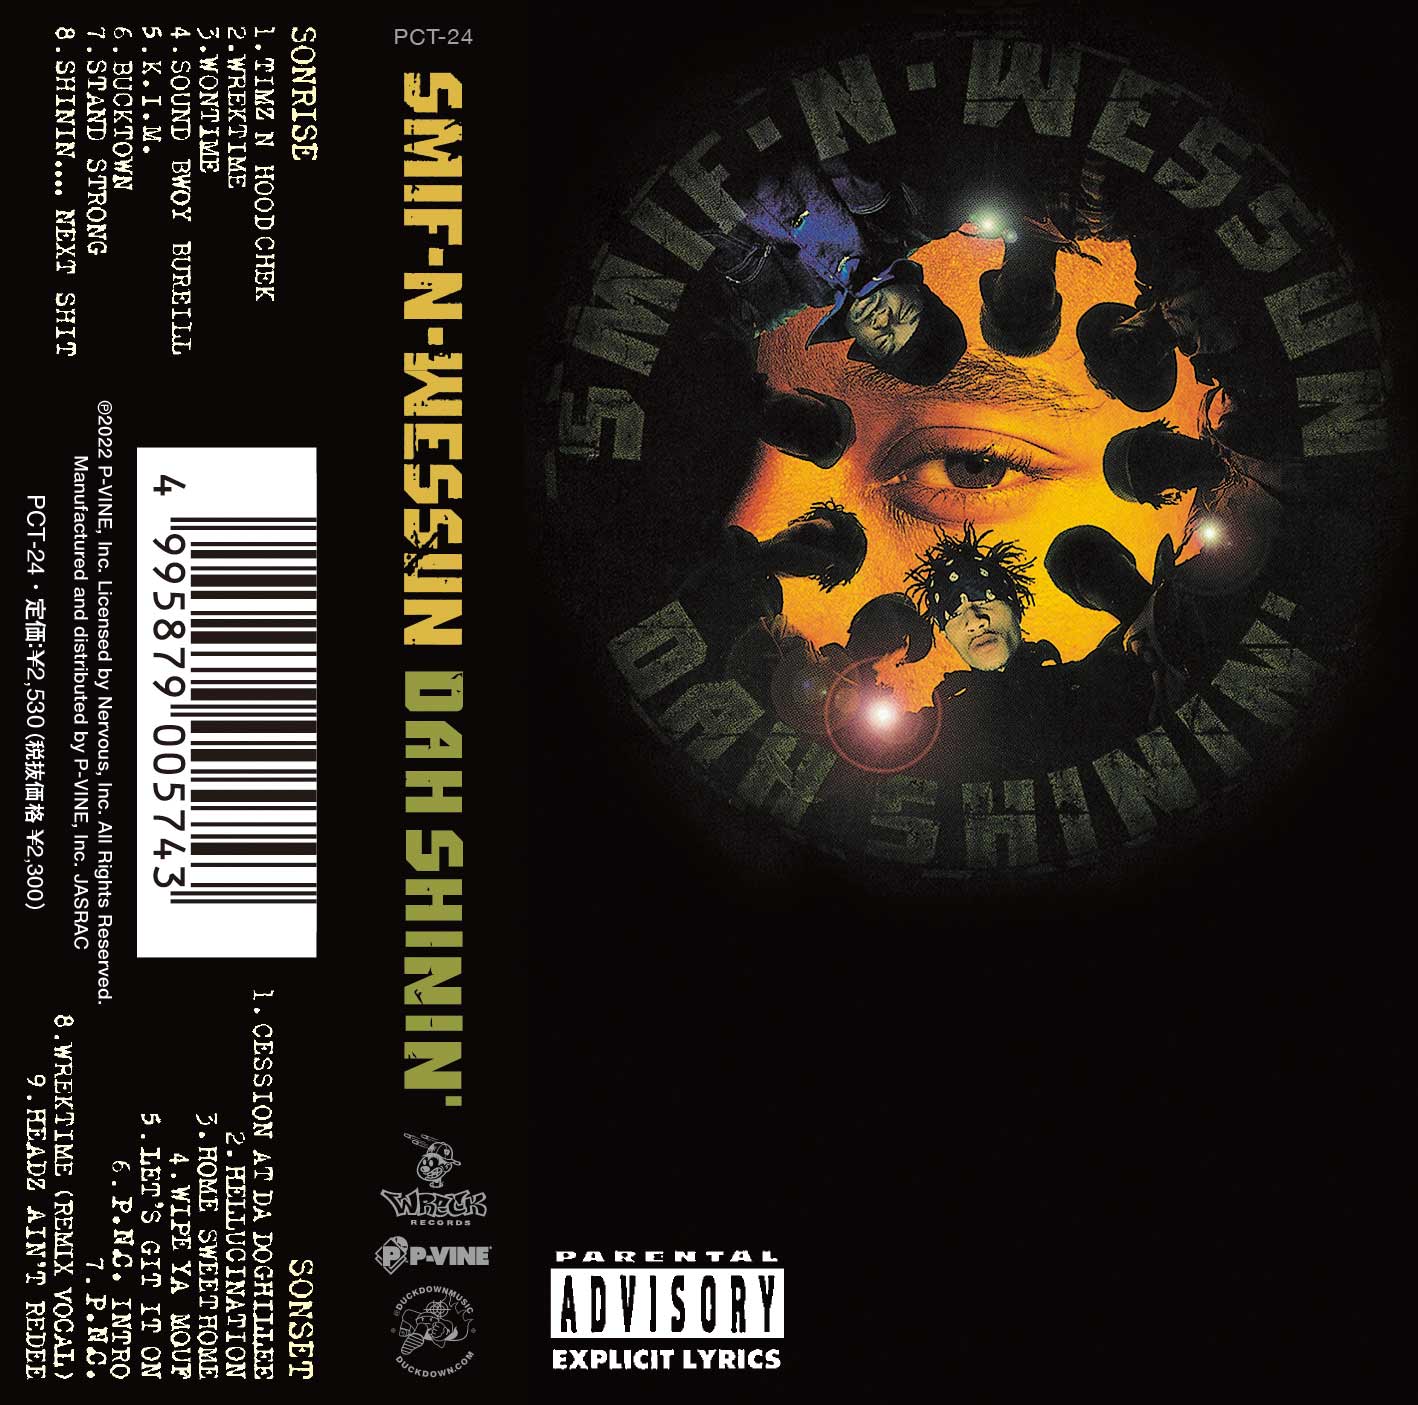 SONRISE
1.TIMZ N HOOD CHEK
2.WREKTIME
3.WONTIME
4.SOUND BWOY BUREILL
5.K.I.M.
6.BUCKTOWN
7.STAND STRONG
8.SHININ.... NEXT SHIT
℗2022 P-VINE, Inc. Licensed by Nervous, Inc. All Rights Reserved.
Manufactured and distributed by P-VINE, Inc. JASRAC
PCT-24・定価:¥2,530(税抜価格 ¥2,300)
4 995879 005743
SONSET
1.CESSION AT DA DOGHILLEE
2.HELLUCINATION
3.HOME SWEETHOME
4.WIPE YA MOUF
5.LET'S GIT IT ON
6.P.N.C. INTRO
7.P.N.C.
8.WREKTIME (REMIX VOCAL)
9.HEADZ AIN'T REDEE
PCT-24
SMIF-N-WESSUN DAH SHININ'
WRECK
RECORDS
P P-VINE
®DUCKDOWNMUSIC
DUCKDOWN.COM
SMIF·N·WESSUN
DAH SHININ'
PARENTAL
ADVISORY
EXPLICIT LYRICS